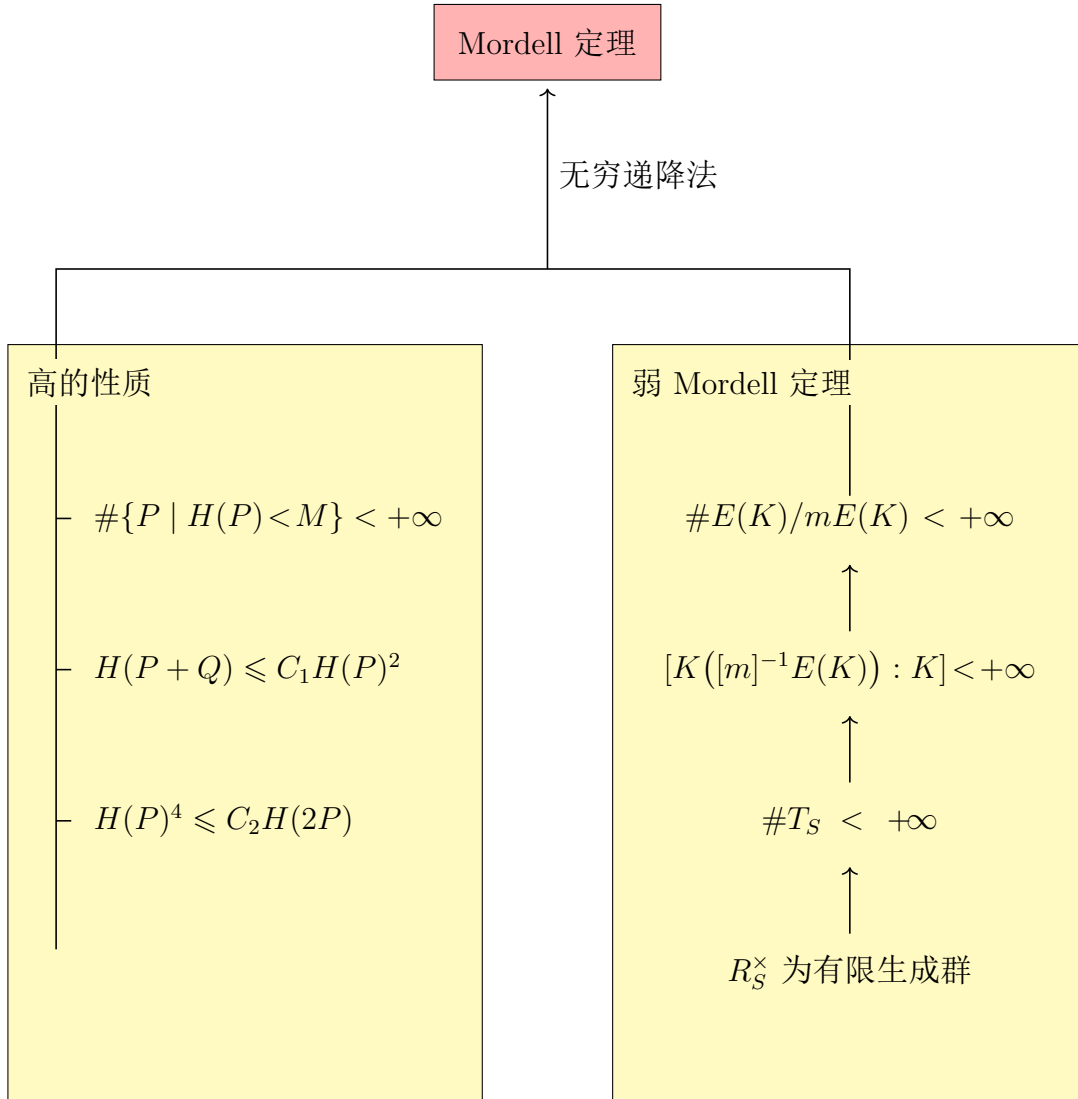 Mordell 定理
无穷递降法
高的性质
#{P | H(P)<M} < +∞
H(P + Q) ⩽ C₁H(P)²
H(P)⁴ ⩽ C₂H(2P)
弱 Mordell 定理
#E(K)/mE(K) < +∞
[K([m]⁻¹E(K)) : K]<+∞
#T_S < +∞
R_S^× 为有限生成群